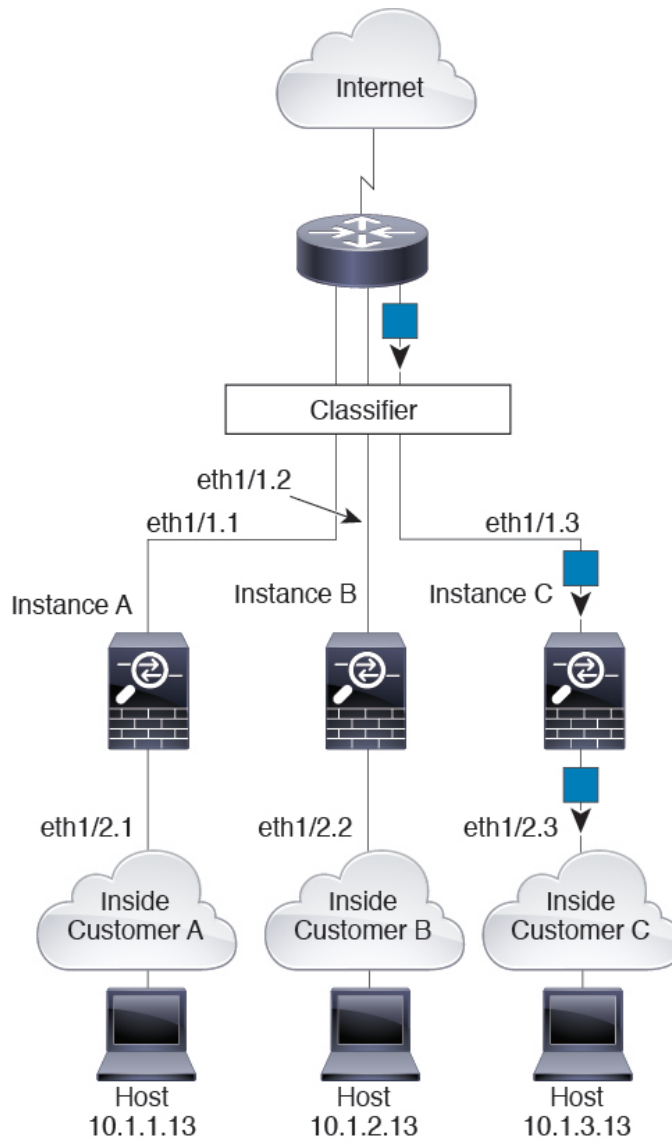 Internet
Classifier
eth1/1.2
eth1/1.1
eth1/1.3
Instance A
Instance B
Instance C
eth1/2.1
eth1/2.2
eth1/2.3
Inside
Customer A
Inside
Customer B
Inside
Customer C
Host
10.1.1.13
Host
10.1.2.13
Host
10.1.3.13